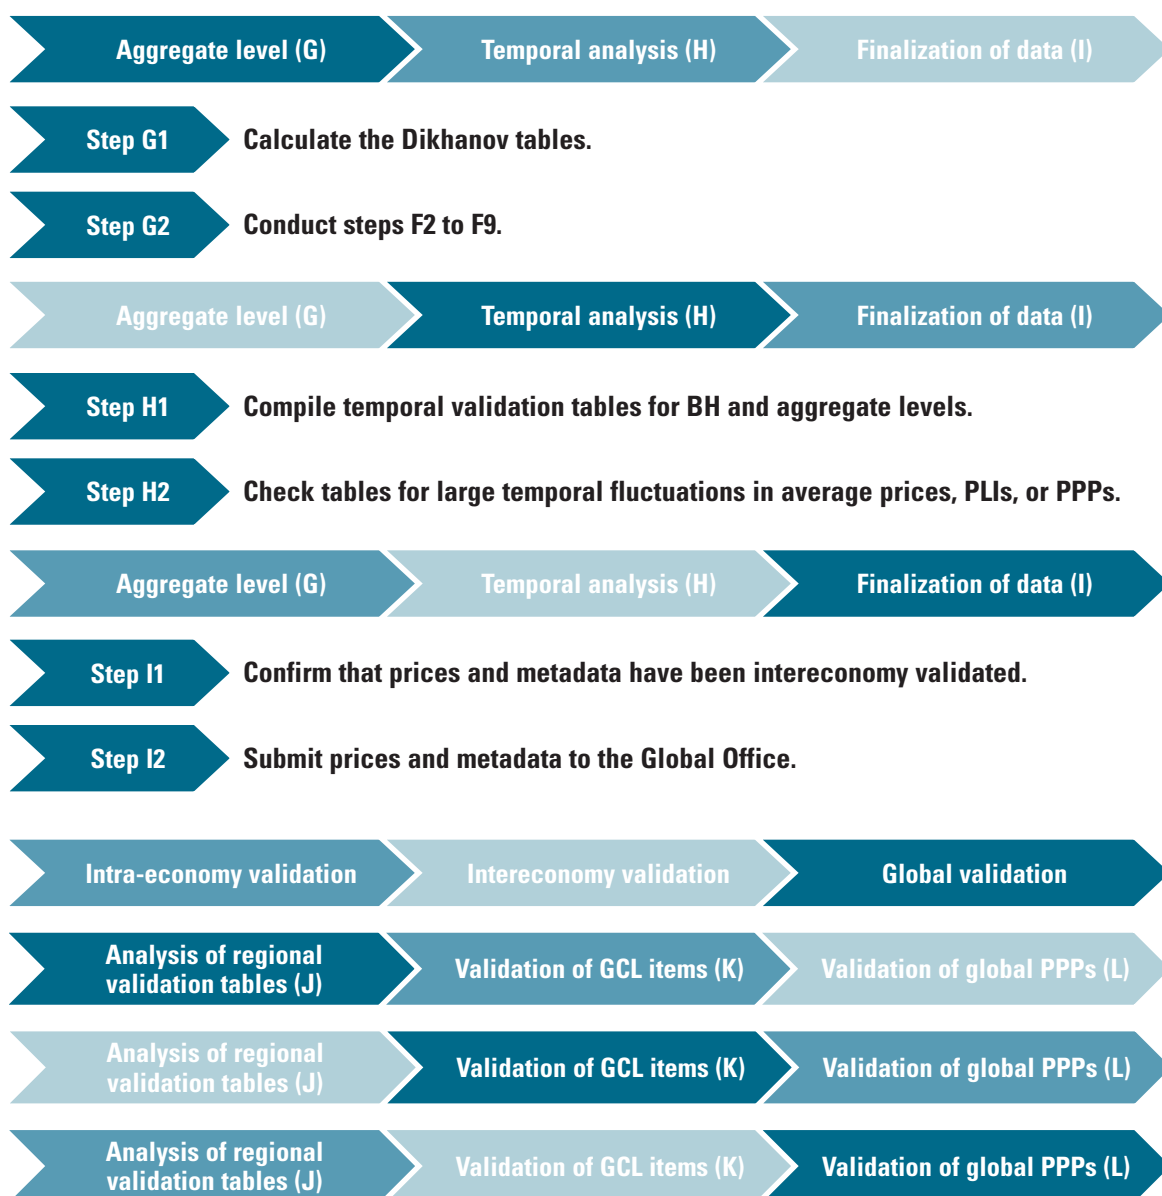 Aggregate level (G) Temporal analysis (H) Finalization of data (I)
Step G1 Calculate the Dikhanov tables.
Step G2 Conduct steps F2 to F9.
Aggregate level (G) Temporal analysis (H) Finalization of data (I)
Step H1 Compile temporal validation tables for BH and aggregate levels.
Step H2 Check tables for large temporal fluctuations in average prices, PLIs, or PPPs.
Aggregate level (G) Temporal analysis (H) Finalization of data (I)
Step I1 Confirm that prices and metadata have been intereconomy validated.
Step I2 Submit prices and metadata to the Global Office.
Intra-economy validation Intereconomy validation Global validation
Analysis of regional
validation tables (J) Validation of GCL items (K) Validation of global PPPs (L)
Analysis of regional
validation tables (J) Validation of GCL items (K) Validation of global PPPs (L)
Analysis of regional
validation tables (J) Validation of GCL items (K) Validation of global PPPs (L)